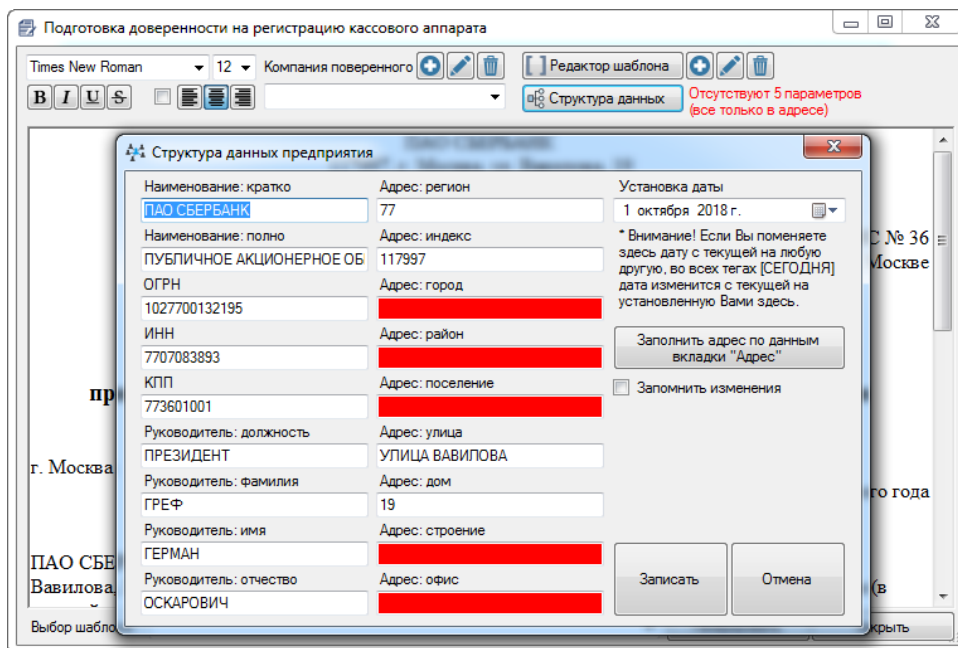 Подготовка доверенности на регистрацию кассового аппарата
Times New Roman 12 Компания поверенного [ ] Редактор шаблона
B I U S Структура данных Отсутствуют 5 параметров
(все только в адресе)
Структура данных предприятия
Наименование: кратко Адрес: регион Установка даты
ПАО СБЕРБАНК 77 1 октября 2018 г.
Наименование: полно Адрес: индекс * Внимание! Если Вы поменяете
ПУБЛИЧНОЕ АКЦИОНЕРНОЕ ОБ 117997 здесь дату с текущей на любую
другую, во всех тегах [СЕГОДНЯ]
ОГРН Адрес: город дата изменится с текущей на
1027700132195 установленную Вами здесь.
ИНН Адрес: район Заполнить адрес по данным
7707083893 вкладки "Адрес"
КПП Адрес: поселение Запомнить изменения
773601001
Руководитель: должность Адрес: улица
ПРЕЗИДЕНТ УЛИЦА ВАВИЛОВА
Руководитель: фамилия Адрес: дом
ГРЕФ 19
Руководитель: имя Адрес: строение
ГЕРМАН
Руководитель: отчество Адрес: офис
ОСКАРОВИЧ
Записать Отмена
С № 36
Москве
пр
г. Москва
го года
ПАО СБЕ
Вавилова, (в
Выбор шабло крыть